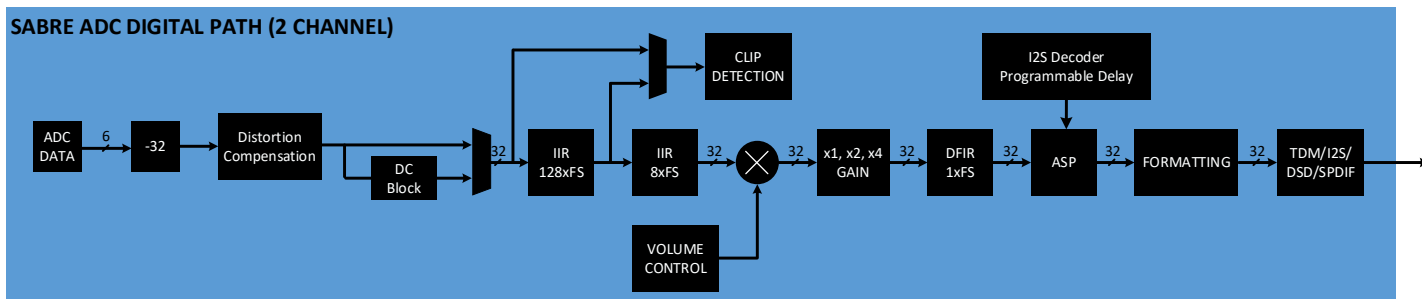 SABRE ADC DIGITAL PATH (2 CHANNEL)
CLIP
DETECTION
I2S Decoder
Programmable Delay
ADC
DATA
6
-32
Distortion
Compensation
DC
Block
32
IIR
128xFS
IIR
8xFS
32
32
x1, x2, x4
GAIN
32
DFIR
1xFS
32
ASP
32
FORMATTING
32
TDM/I2S/
DSD/SPDIF
VOLUME
CONTROL